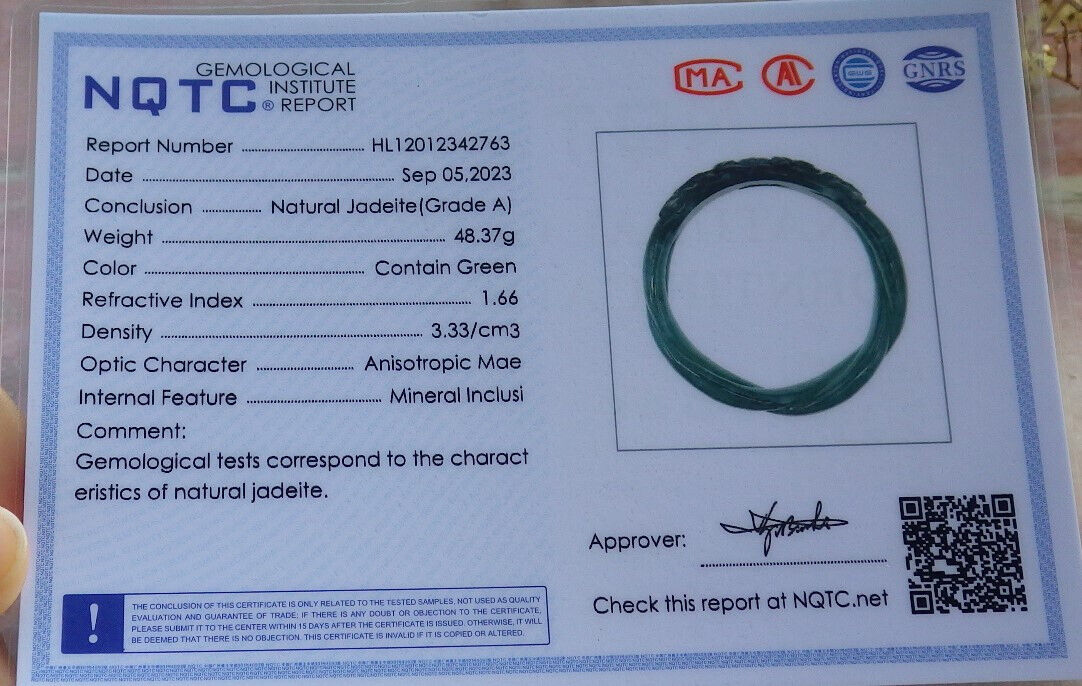 NQTC®
GEMOLOGICAL
INSTITUTE
REPORT
MA
GNRS
Report Number ........ HL12012342763
Date ........ Sep 05,2023
Conclusion ........ Natural Jadeite(Grade A)
Weight ........ 48.37g
Color ........ Contain Green
Refractive Index ........ 1.66
Density ........ 3.33/cm3
Optic Character ........ Anisotropic Mae
Internal Feature ........ Mineral Inclusi
Comment:
Gemological tests correspond to the charact
eristics of natural jadeite.
Approver:
Check this report at NQTC.net
!
THE CONCLUSION OF THIS CERTIFICATE IS ONLY RELATED TO THE TESTED SAMPLES, NOT USED AS QUALITY
EVALUATION AND GUARANTEE OF TRADE; IF THERE IS ANY DOUBT OR OBJECTION TO THE CERTIFICATE,
PLEASE SUBMIT IT TO THE CENTER WITHIN 15 DAYS AFTER THE CERTIFICATE IS ISSUED. OTHERWISE, IT WILL
BE DEEMED THAT THERE IS NO OBJECTION. THIS CERTIFICATE IS INVALID IF IT IS COPIED OR ALTERED.